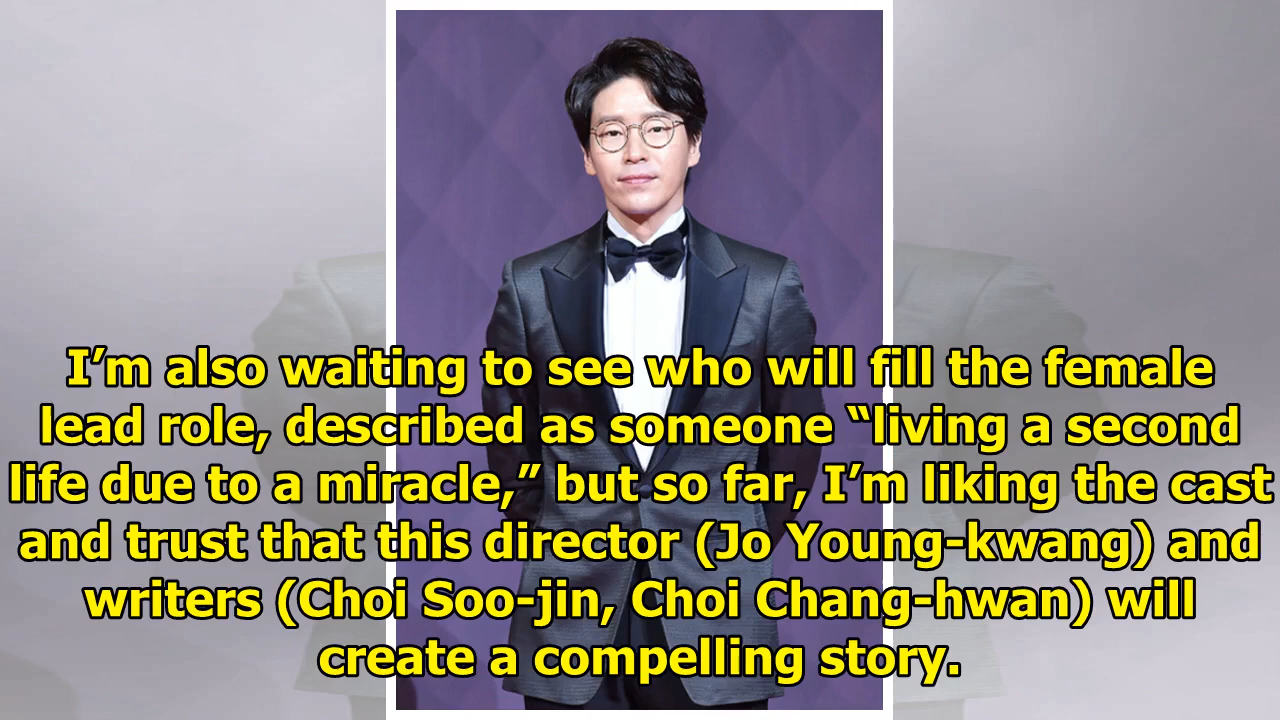 I’m also waiting to see who will fill the female
lead role, described as someone “living a second
life due to a miracle,” but so far, I’m liking the cast
and trust that this director (Jo Young-kwang) and
writers (Choi Soo-jin, Choi Chang-hwan) will
create a compelling story.